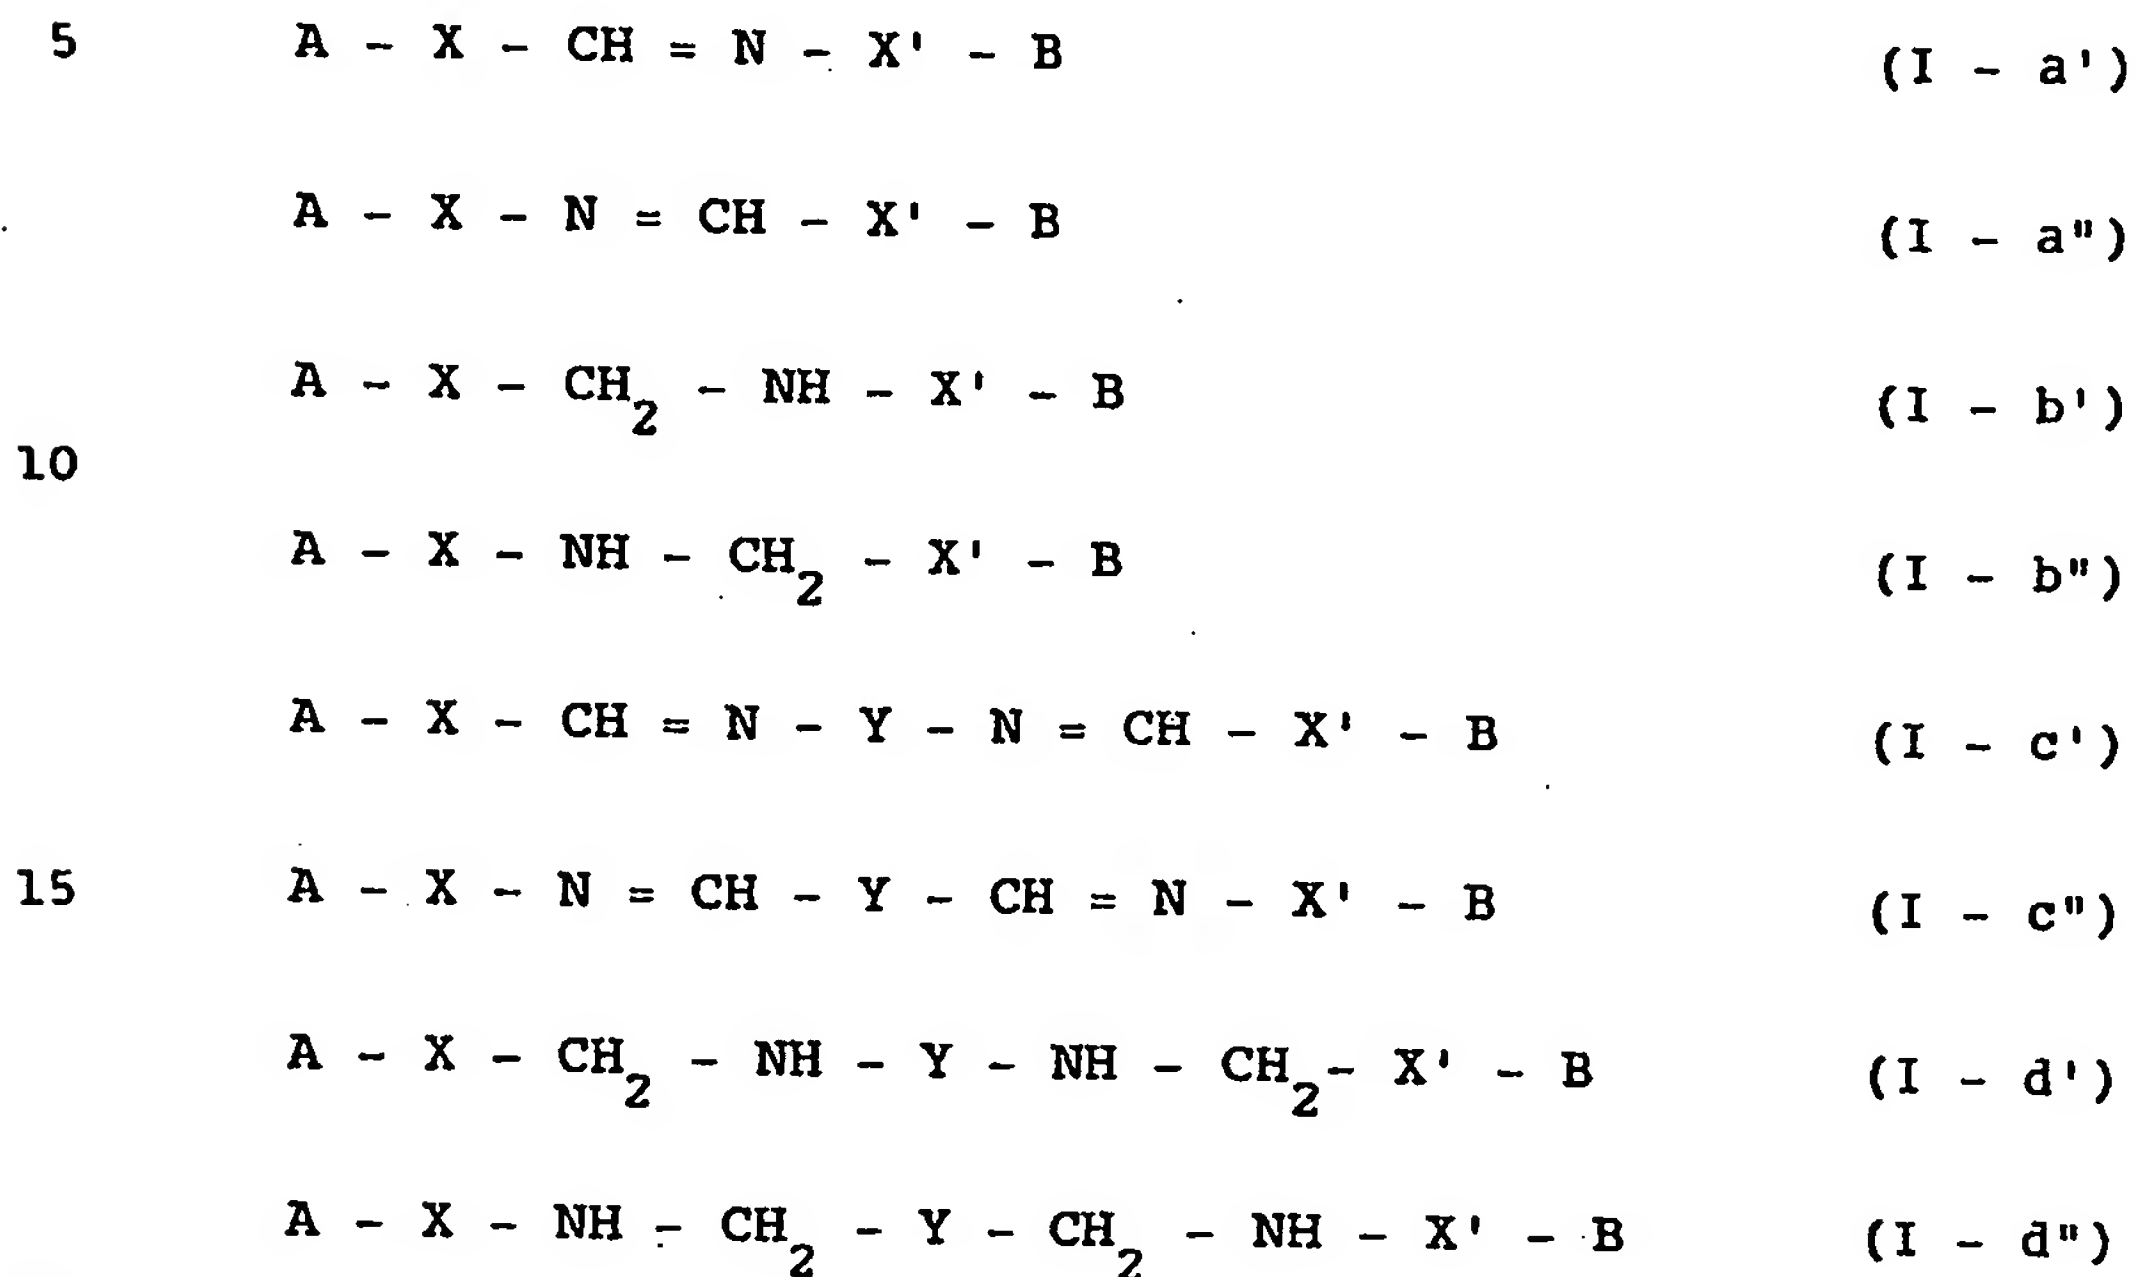 5 A - X - CH = N - X' - B (I - a')
A - X - N = CH - X' - B (I - a")
A - X - CH2 - NH - X' - B (I - b')
10
A - X - NH - CH2 - X' - B (I - b")
A - X - CH = N - Y - N = CH - X' - B (I - c')
15 A - X - N = CH - Y - CH = N - X' - B (I - c")
A - X - CH2 - NH - Y - NH - CH2 - X' - B (I - d')
A - X - NH - CH2 - Y - CH2 - NH - X' - B (I - d")